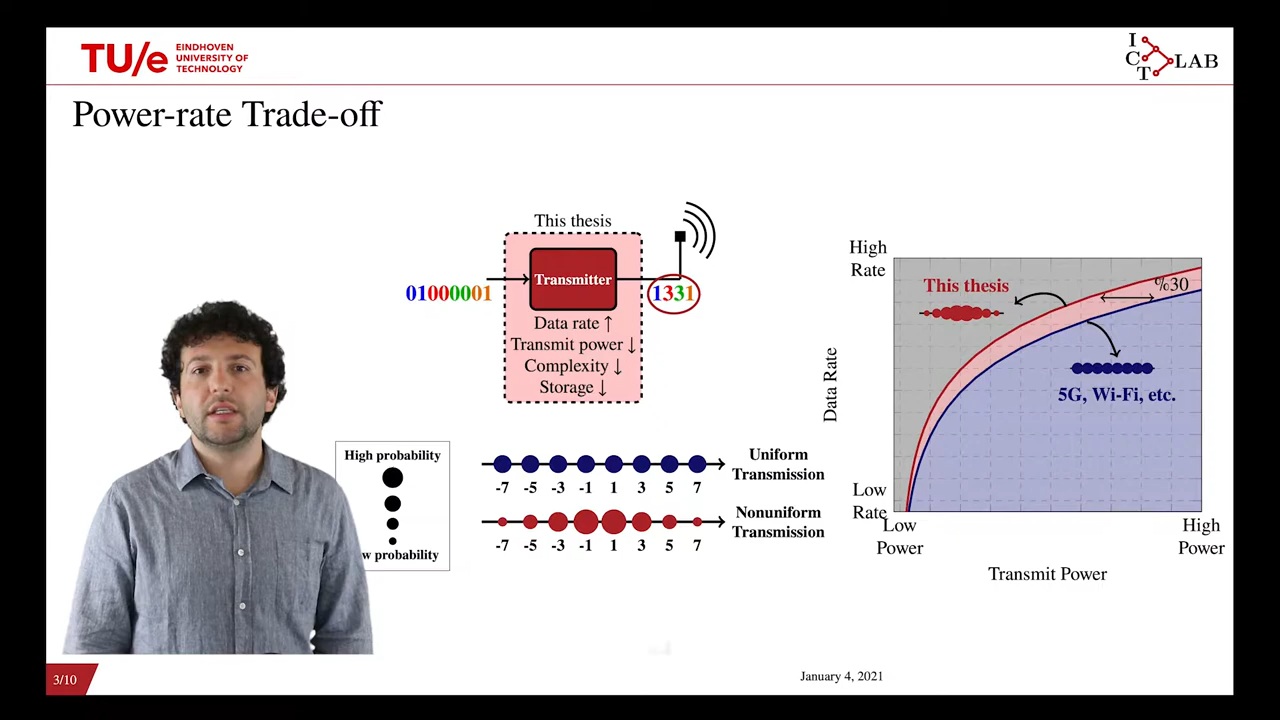 TU/e
EINDHOVEN
UNIVERSITY OF
TECHNOLOGY
I
C
T
LAB
Power-rate Trade-off
This thesis
01000001
Transmitter
1331
Data rate ↑
Transmit power ↓
Complexity ↓
Storage ↓
High probability
w probability
Uniform
Transmission
-7 -5 -3 -1 1 3 5 7
Nonuniform
Transmission
-7 -5 -3 -1 1 3 5 7
High
Rate
This thesis
%30
5G, Wi-Fi, etc.
Data Rate
Low
Rate
Low
Power
High
Power
Transmit Power
3/10
January 4, 2021